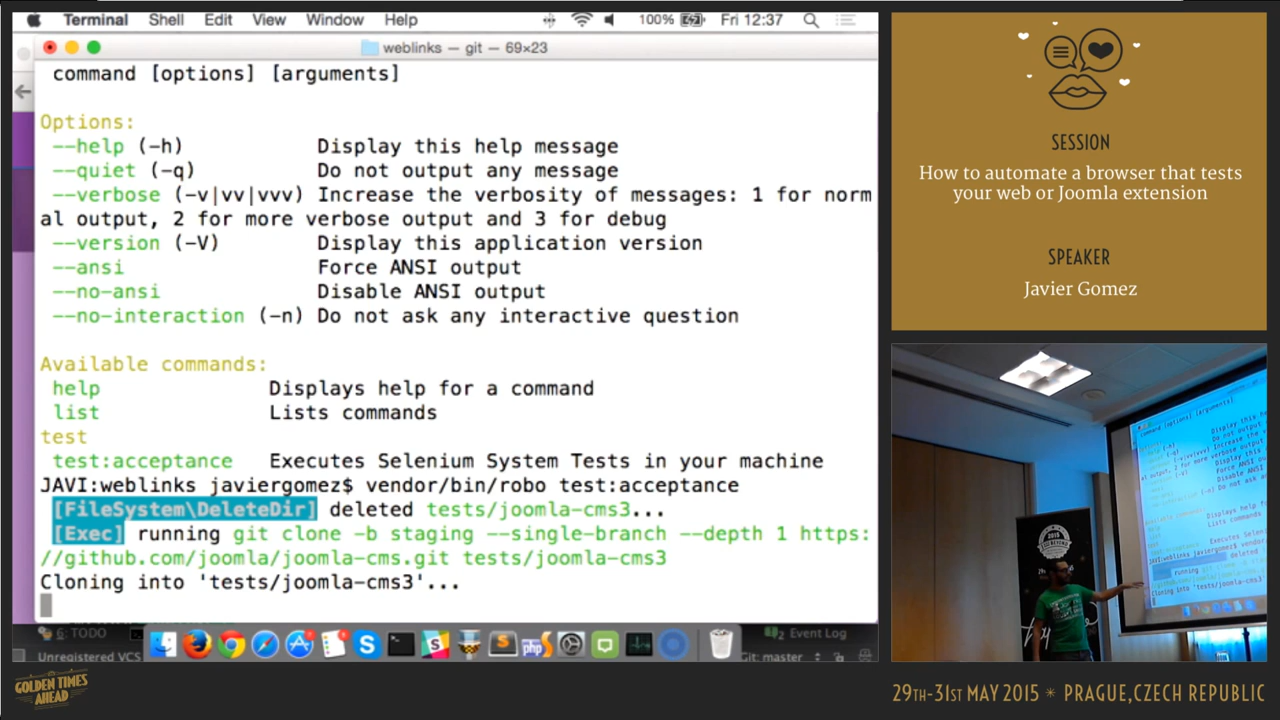 Terminal Shell Edit View Window Help 100% Fri 12:37
weblinks — git — 69×23
command [options] [arguments]
Options:
--help (-h) Display this help message
--quiet (-q) Do not output any message
--verbose (-v|vv|vvv) Increase the verbosity of messages: 1 for norm
al output, 2 for more verbose output and 3 for debug
--version (-V) Display this application version
--ansi Force ANSI output
--no-ansi Disable ANSI output
--no-interaction (-n) Do not ask any interactive question
Available commands:
help Displays help for a command
list Lists commands
test
test:acceptance Executes Selenium System Tests in your machine
JAVI:weblinks javiergomez$ vendor/bin/robo test:acceptance
[FileSystem\DeleteDir] deleted tests/joomla-cms3...
[Exec] running git clone -b staging --single-branch --depth 1 https:
//github.com/joomla/joomla-cms.git tests/joomla-cms3
Cloning into 'tests/joomla-cms3'...
6: TODO
php
2 Event Log
Unregistered VCS
Git: master
SESSION
How to automate a browser that tests
your web or Joomla extension
SPEAKER
Javier Gomez
GOLDEN TIMES
AHEAD
29TH-31ST MAY 2015 * PRAGUE, CZECH REPUBLIC